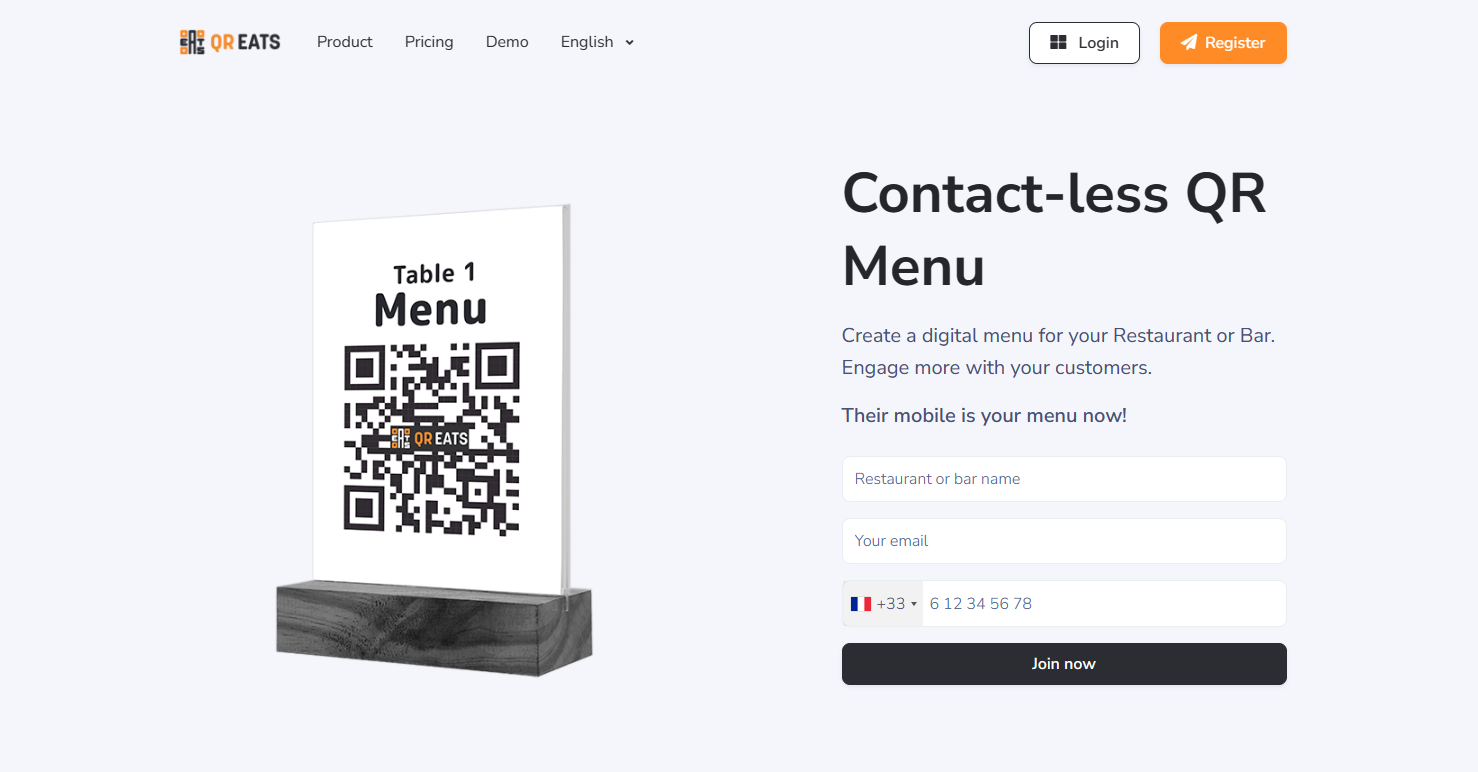 QR EATS
Product
Pricing
Demo
English
Login
Register
Table 1
Menu
QR EATS
Contact-less QR
Menu
Create a digital menu for your Restaurant or Bar.
Engage more with your customers.
Their mobile is your menu now!
Restaurant or bar name
Your email
+33
6 12 34 56 78
Join now